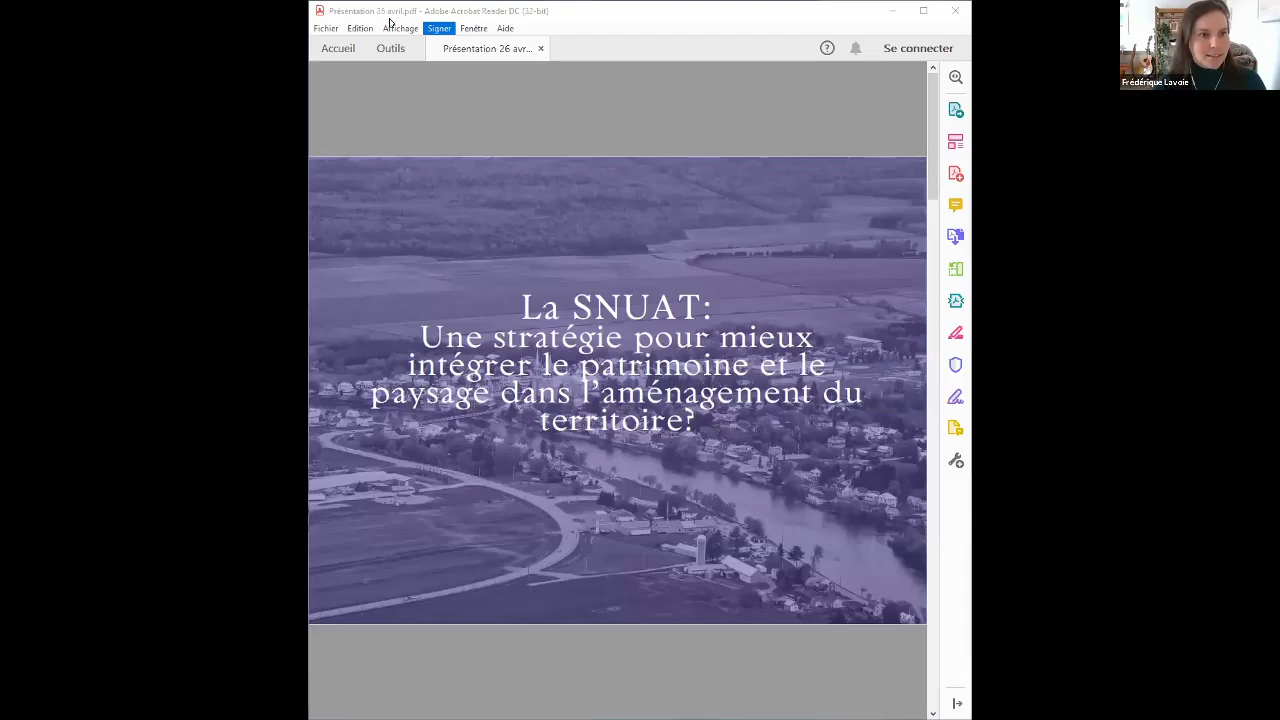 Présentation 26 avril.pdf - Adobe Acrobat Reader DC (32-bit)
Fichier Edition Affichage Signer Fenêtre Aide
Accueil Outils Présentation 26 avr... Se connecter
Frédérique Lavoie
La SNUAT:
Une stratégie pour mieux
intégrer le patrimoine et le
paysage dans l’aménagement du
territoire?